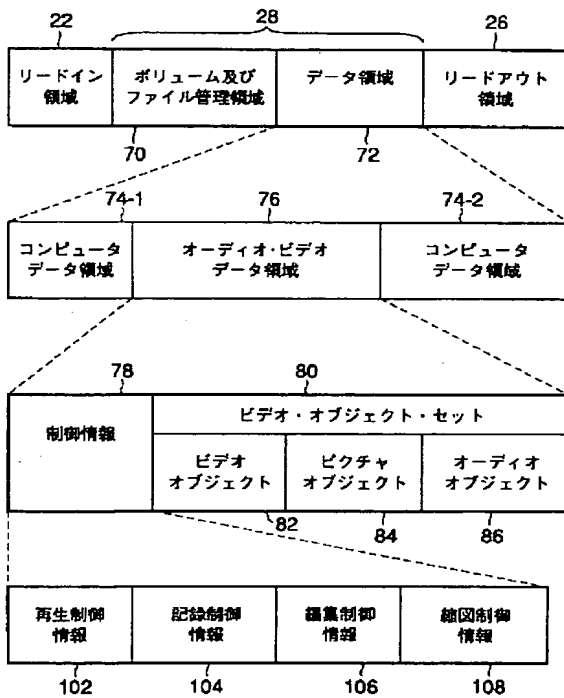 22
28
26
リードイン
領域
ボリューム及び
ファイル管理領域
データ領域
リードアウト
領域
70
72
74-1
76
74-2
コンピュータ
データ領域
オーディオ・ビデオ
データ領域
コンピュータ
データ領域
78
80
制御情報
ビデオ・オブジェクト・セット
ビデオ
オブジェクト
ピクチャ
オブジェクト
オーディオ
オブジェクト
82
84
86
再生制御
情報
記録制御
情報
編集制御
情報
縮図制御
情報
102
104
106
108